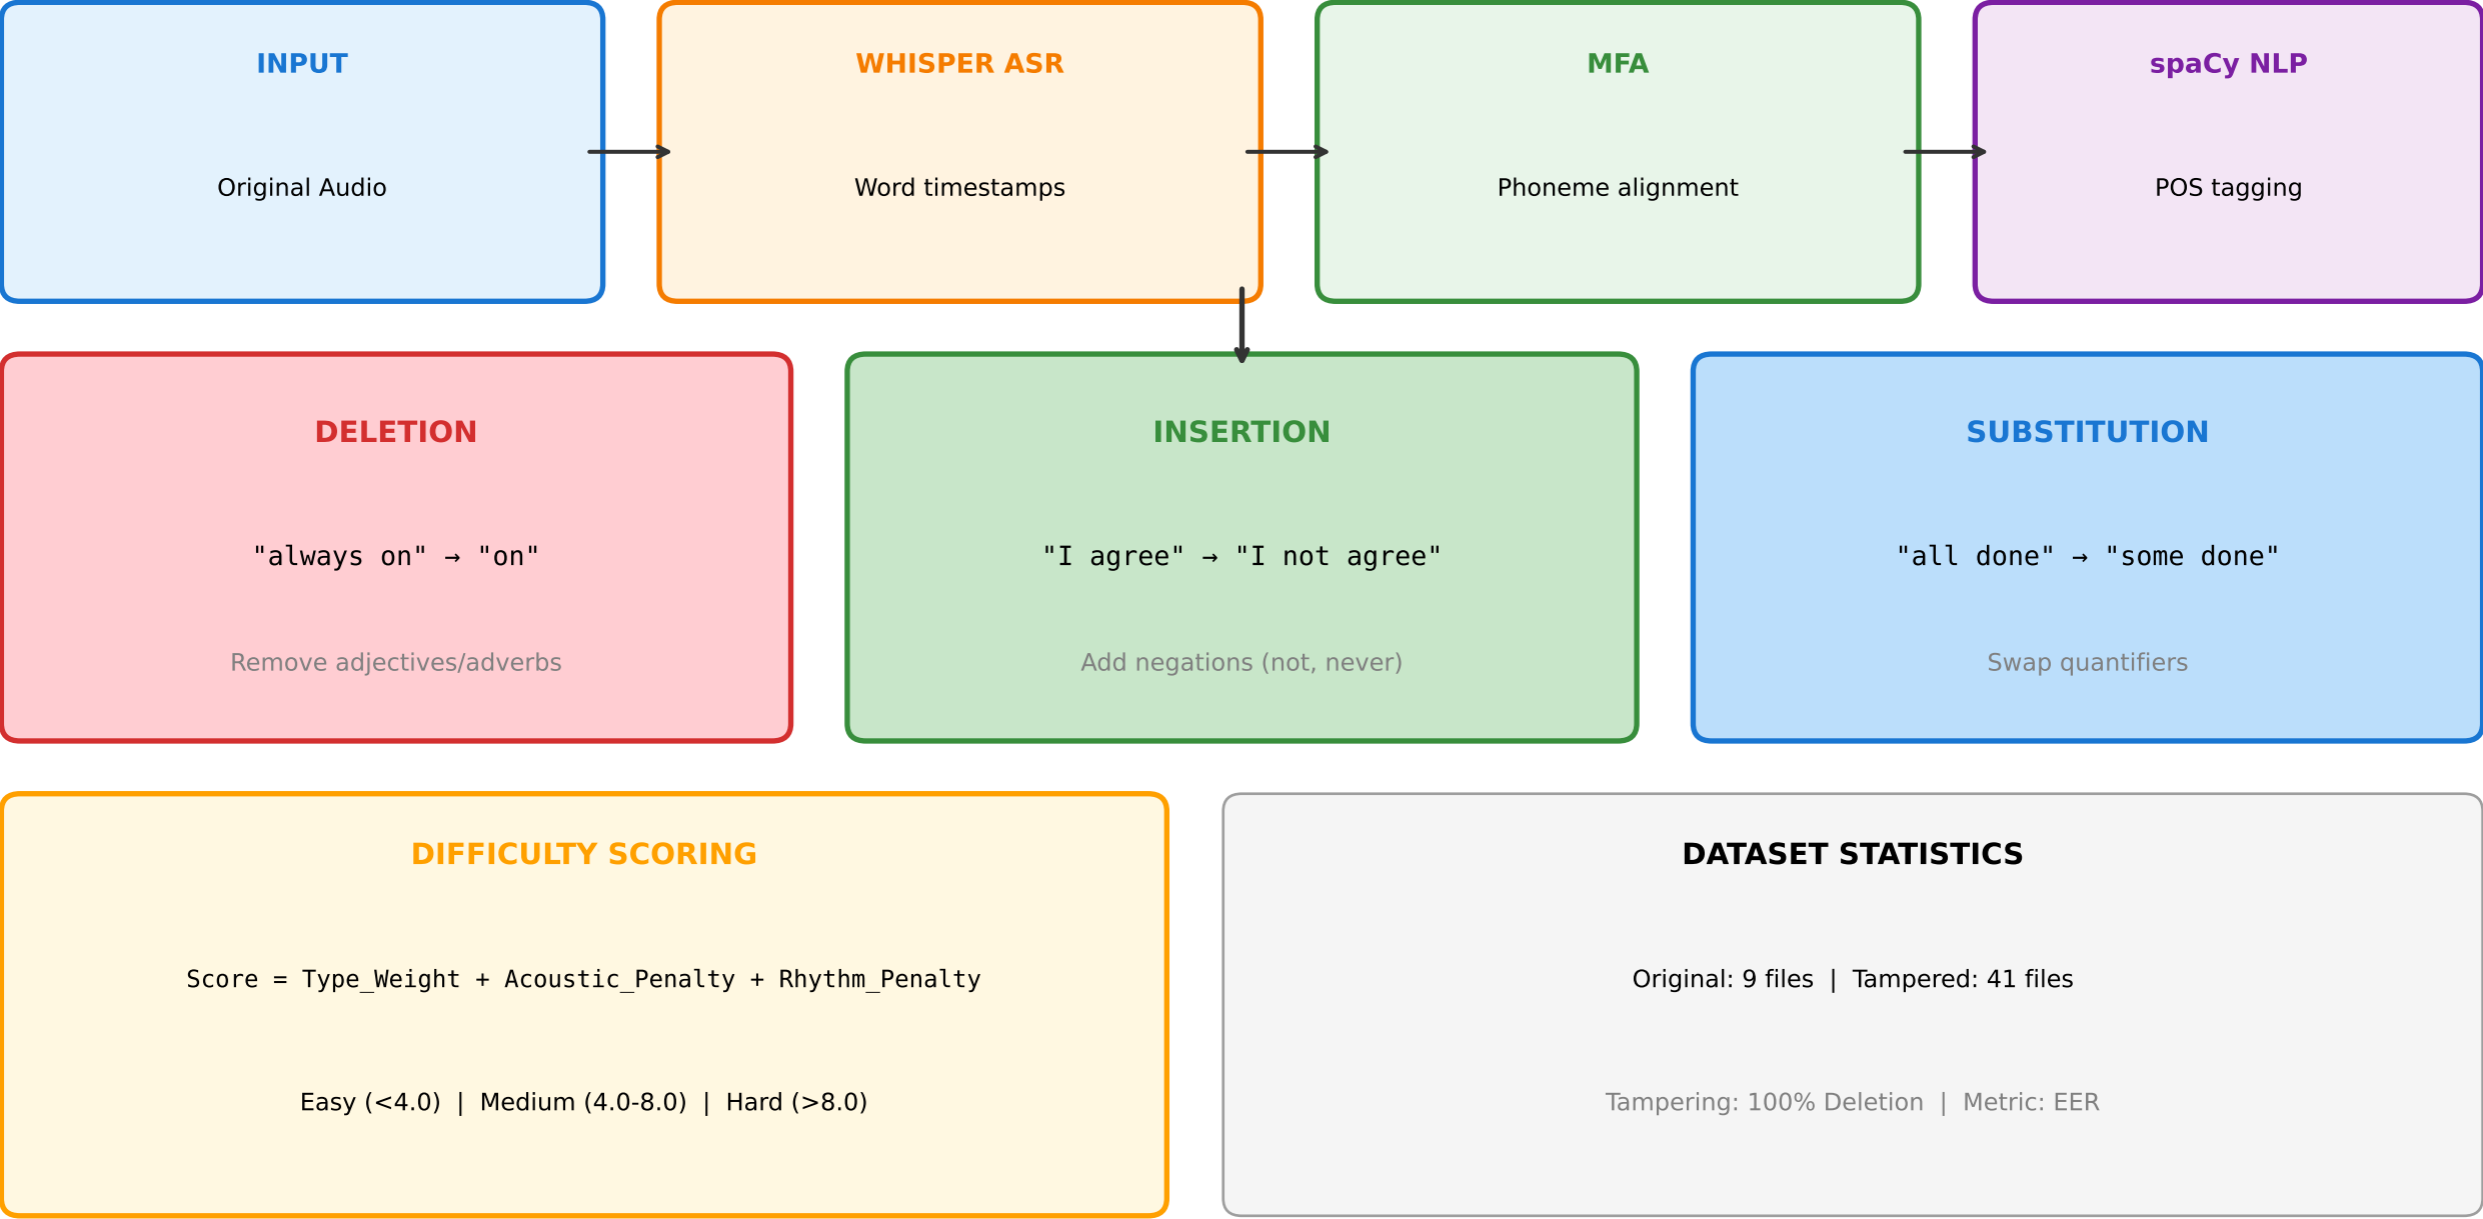 INPUT
Original Audio
WHISPER ASR
Word timestamps
MFA
Phoneme alignment
spaCy NLP
POS tagging
DELETION
"always on" → "on"
Remove adjectives/adverbs
INSERTION
"I agree" → "I not agree"
Add negations (not, never)
SUBSTITUTION
"all done" → "some done"
Swap quantifiers
DIFFICULTY SCORING
Score = Type_Weight + Acoustic_Penalty + Rhythm_Penalty
Easy (<4.0) | Medium (4.0-8.0) | Hard (>8.0)
DATASET STATISTICS
Original: 9 files | Tampered: 41 files
Tampering: 100% Deletion | Metric: EER